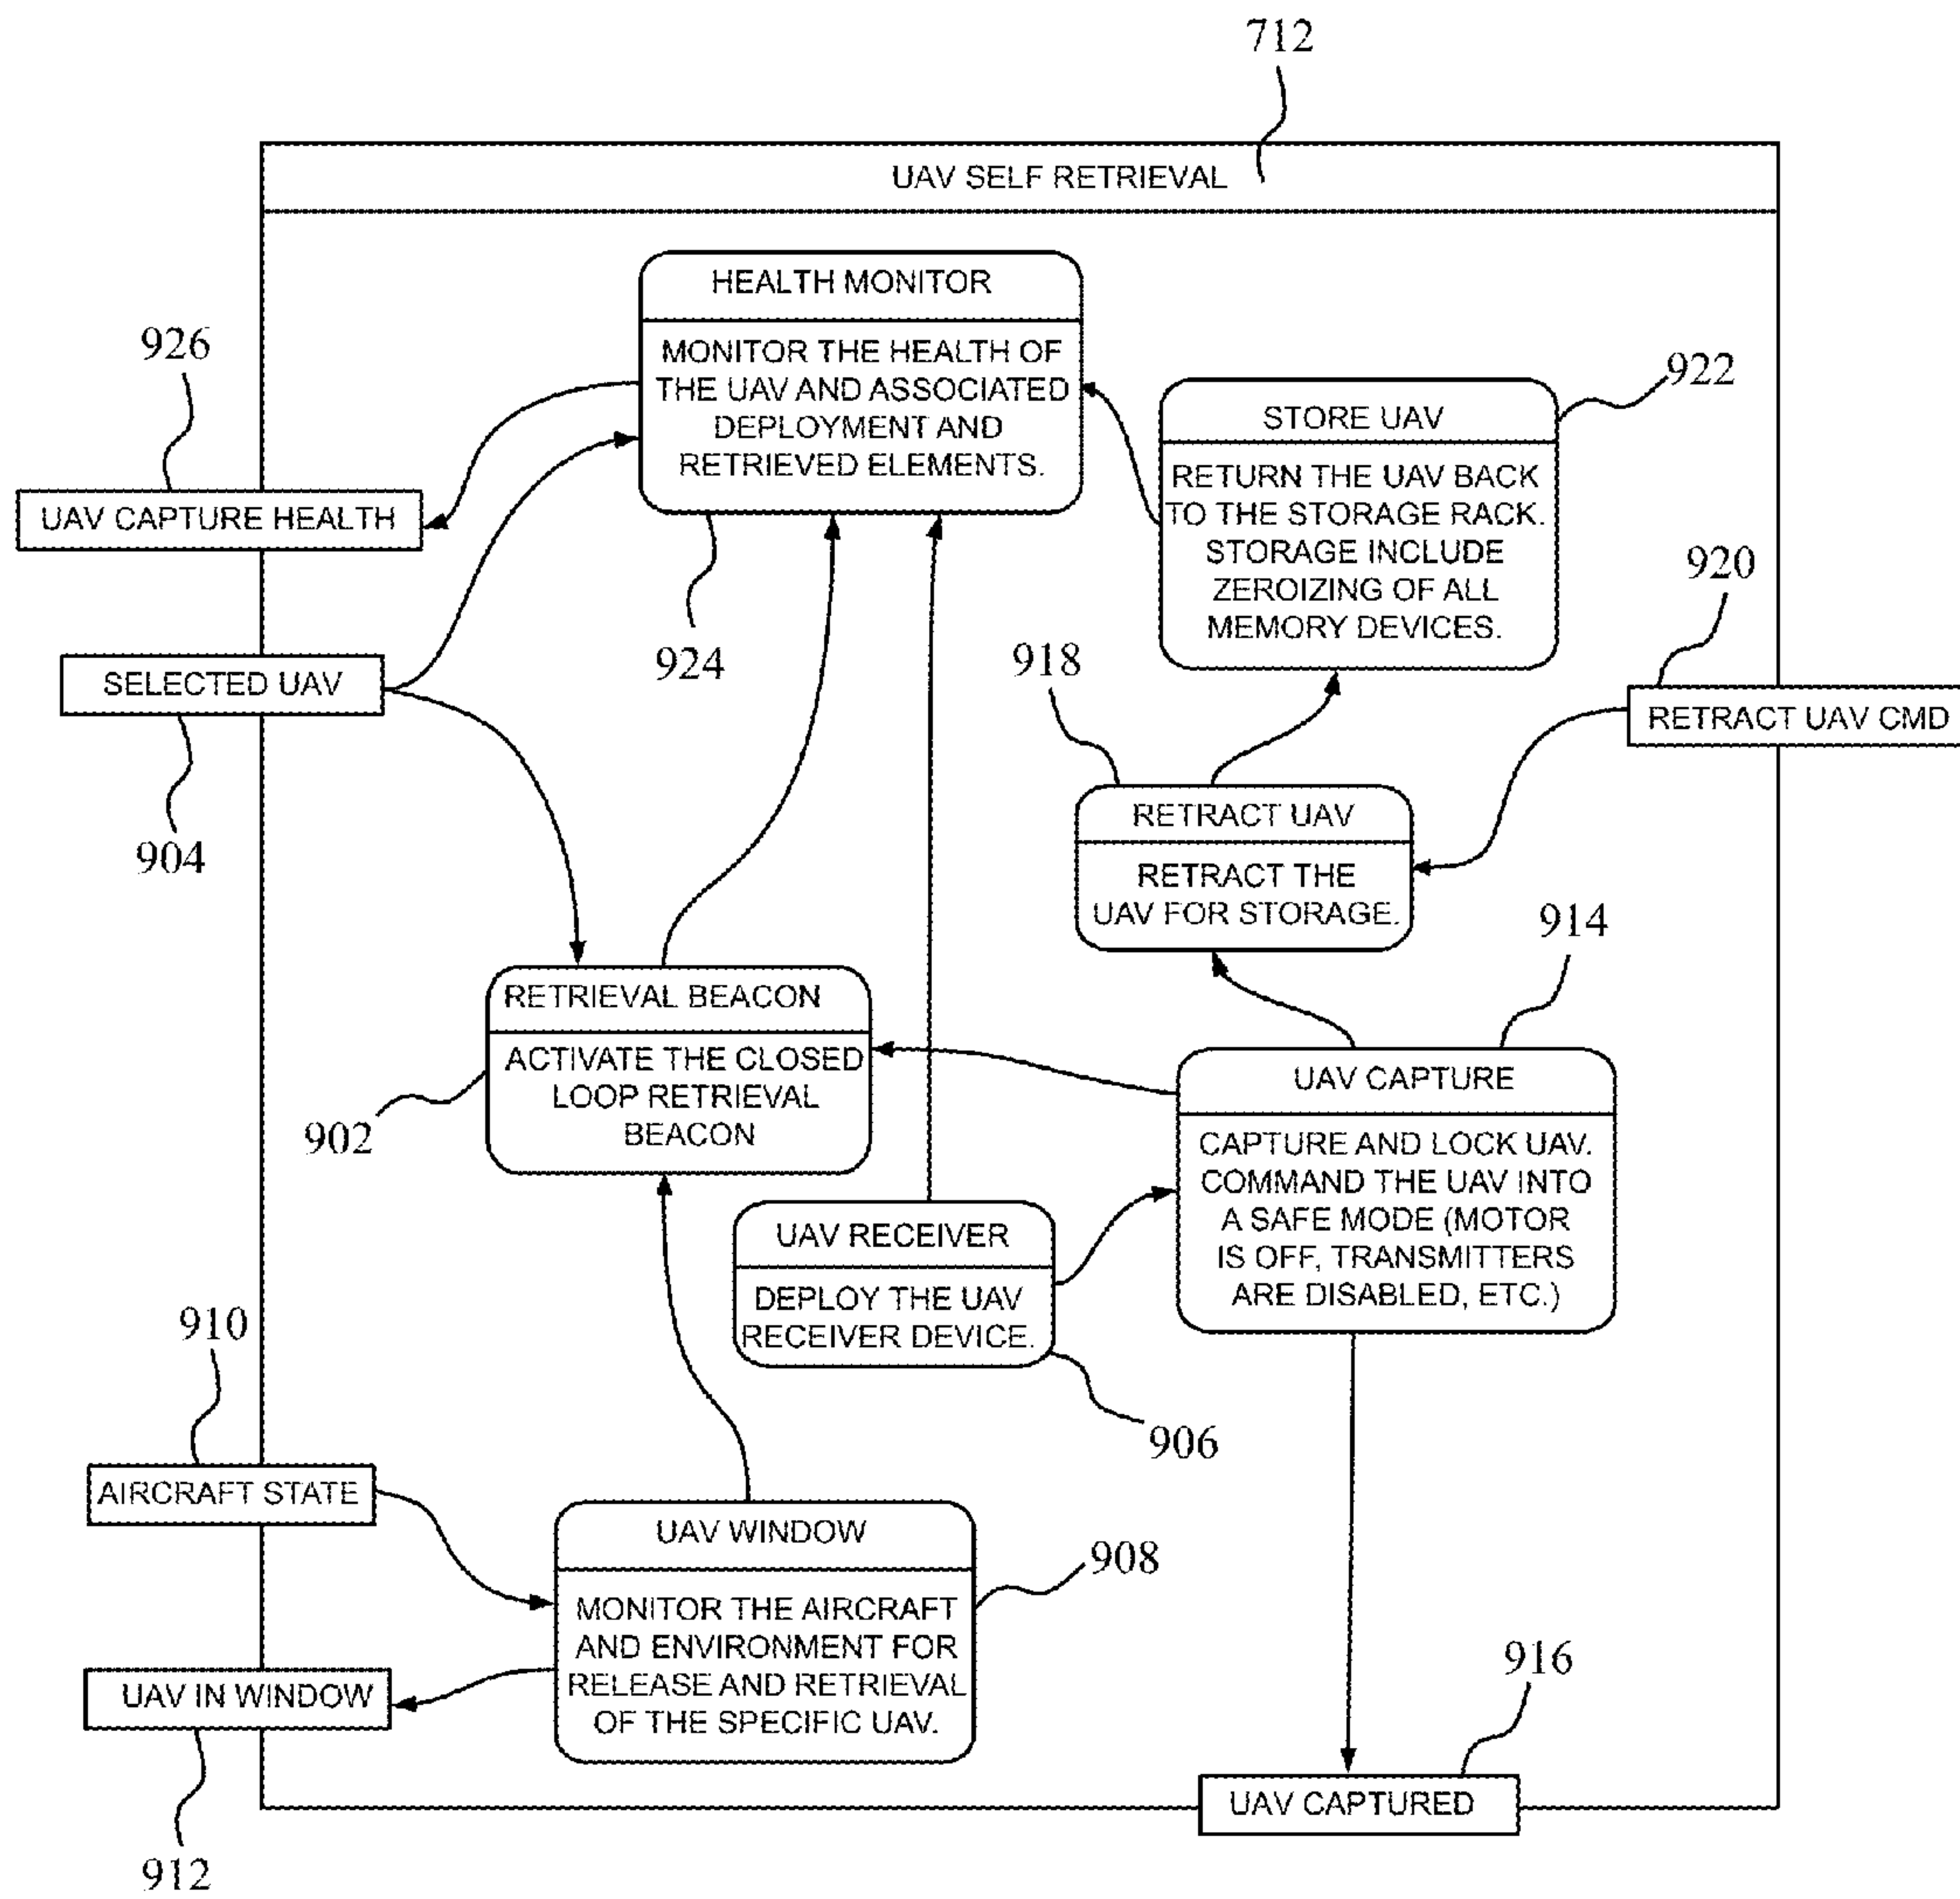 712
UAV SELF RETRIEVAL
HEALTH MONITOR
MONITOR THE HEALTH OF
THE UAV AND ASSOCIATED
DEPLOYMENT AND
RETRIEVED ELEMENTS.
926
UAV CAPTURE HEALTH
922
STORE UAV
RETURN THE UAV BACK
TO THE STORAGE RACK.
STORAGE INCLUDE
ZEROIZING OF ALL
MEMORY DEVICES.
920
RETRACT UAV CMD
924
SELECTED UAV
904
918
RETRACT UAV
RETRACT THE
UAV FOR STORAGE.
914
RETRIEVAL BEACON
ACTIVATE THE CLOSED
LOOP RETRIEVAL
BEACON
902
UAV CAPTURE
CAPTURE AND LOCK UAV.
COMMAND THE UAV INTO
A SAFE MODE (MOTOR
IS OFF, TRANSMITTERS
ARE DISABLED, ETC.)
UAV RECEIVER
DEPLOY THE UAV
RECEIVER DEVICE.
906
910
AIRCRAFT STATE
UAV WINDOW
MONITOR THE AIRCRAFT
AND ENVIRONMENT FOR
RELEASE AND RETRIEVAL
OF THE SPECIFIC UAV.
908
UAV IN WINDOW
912
916
UAV CAPTURED